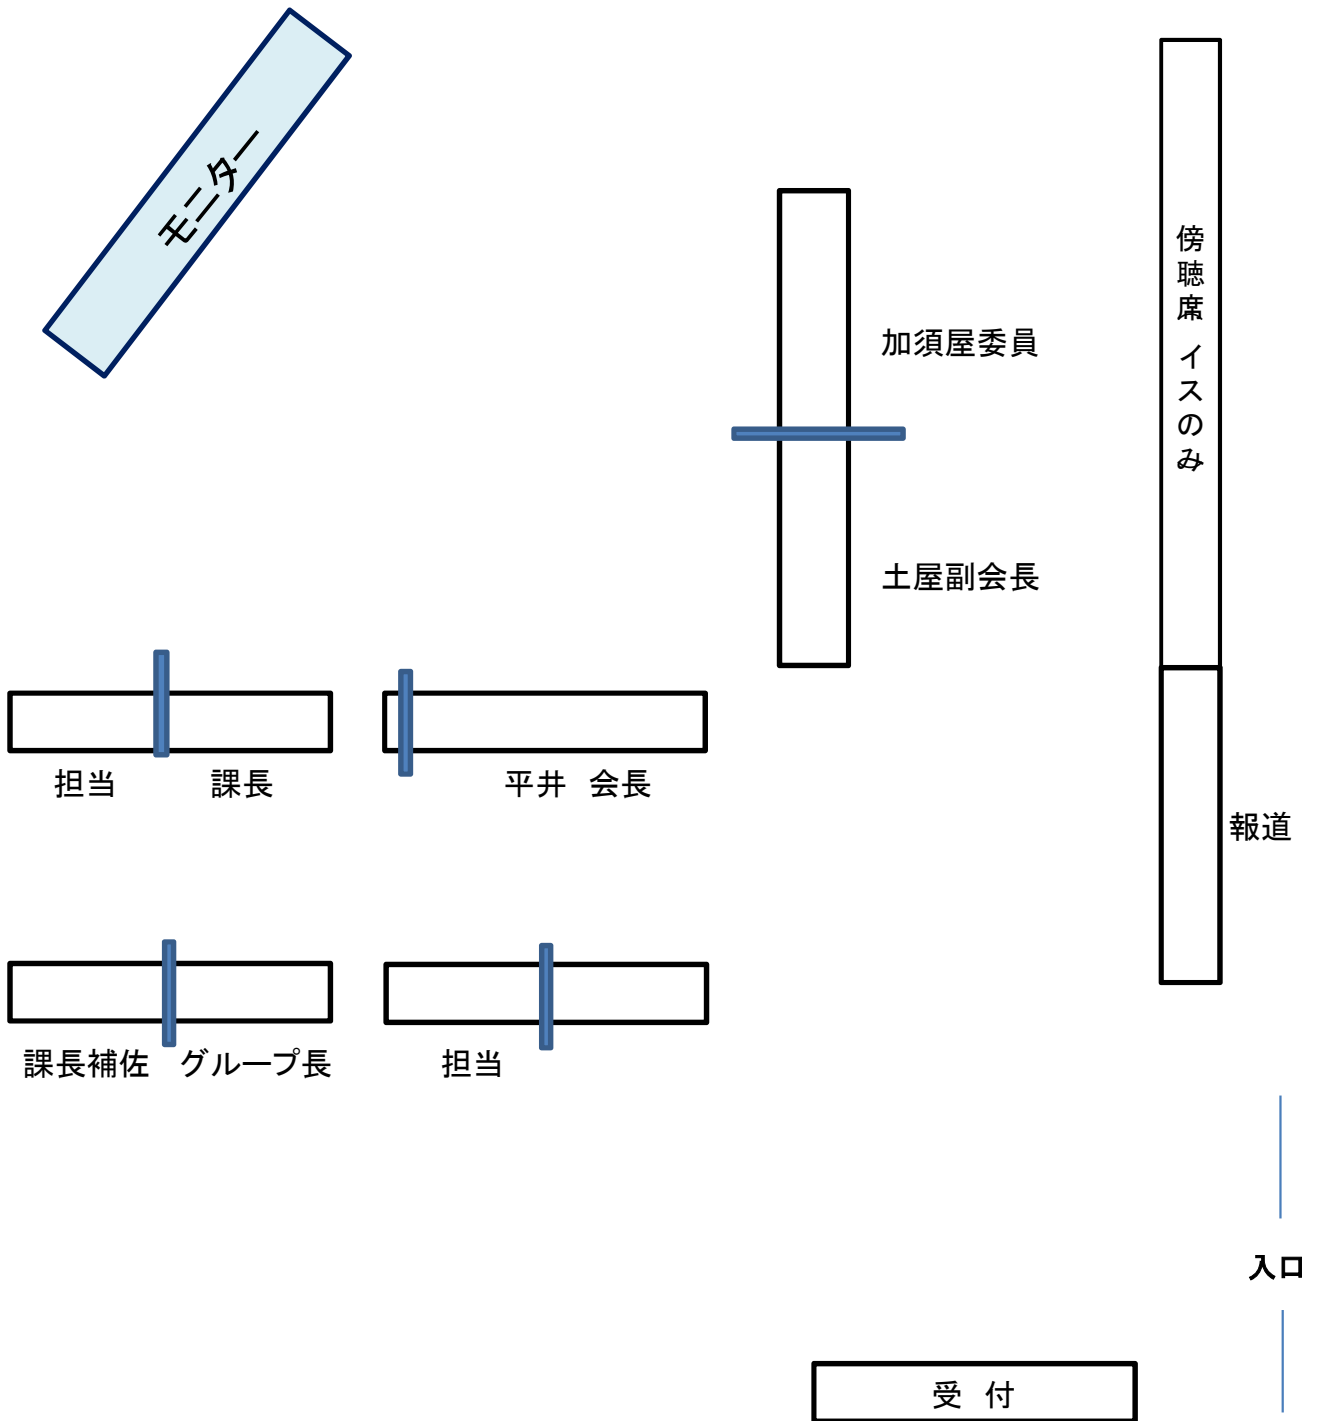 モニター
加須屋委員
傍聴席 イスのみ
土屋副会長
担当 課長 平井 会長
報道
課長補佐 グループ長 担当
入口
受 付